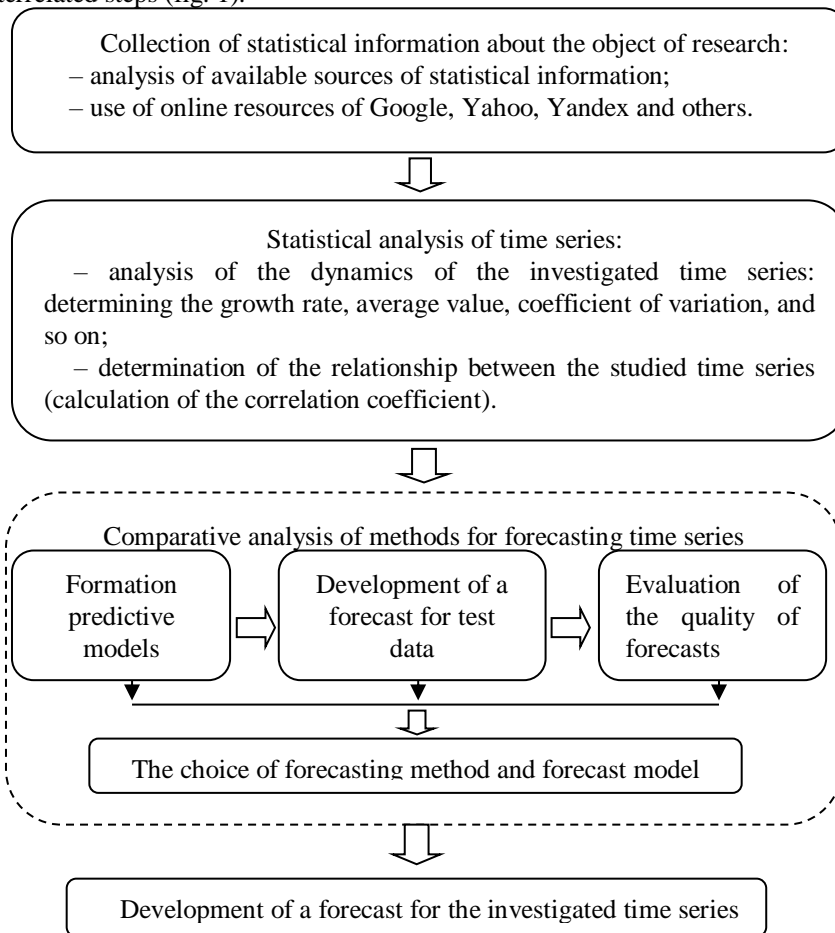 terrelated steps (fig. 1).
Collection of statistical information about the object of research:
– analysis of available sources of statistical information;
– use of online resources of Google, Yahoo, Yandex and others.
Statistical analysis of time series:
– analysis of the dynamics of the investigated time series:
determining the growth rate, average value, coefficient of variation, and
so on;
– determination of the relationship between the studied time series
(calculation of the correlation coefficient).
Comparative analysis of methods for forecasting time series
Formation
predictive
models
Development of a
forecast for test
data
Evaluation of
the quality of
forecasts
The choice of forecasting method and forecast model
Development of a forecast for the investigated time series